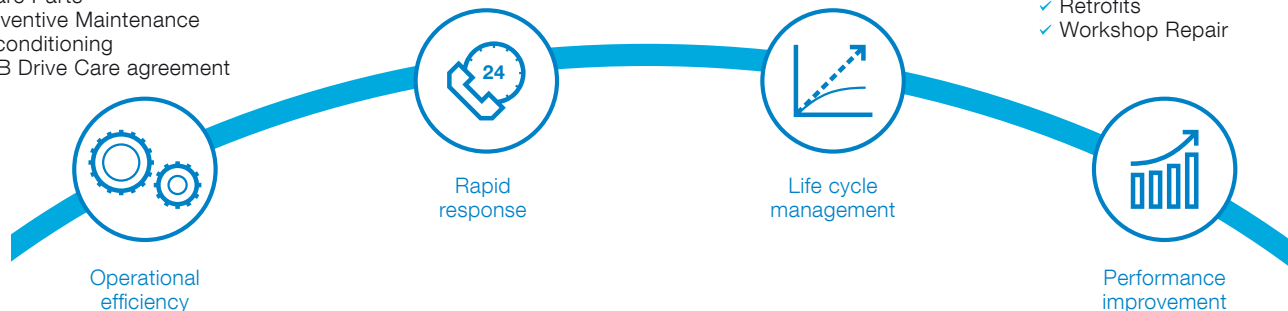 ventive Maintenance
conditioning
B Drive Care agreement
Retrofits
Workshop Repair
24
Rapid
response
Life cycle
management
Operational
efficiency
Performance
improvement